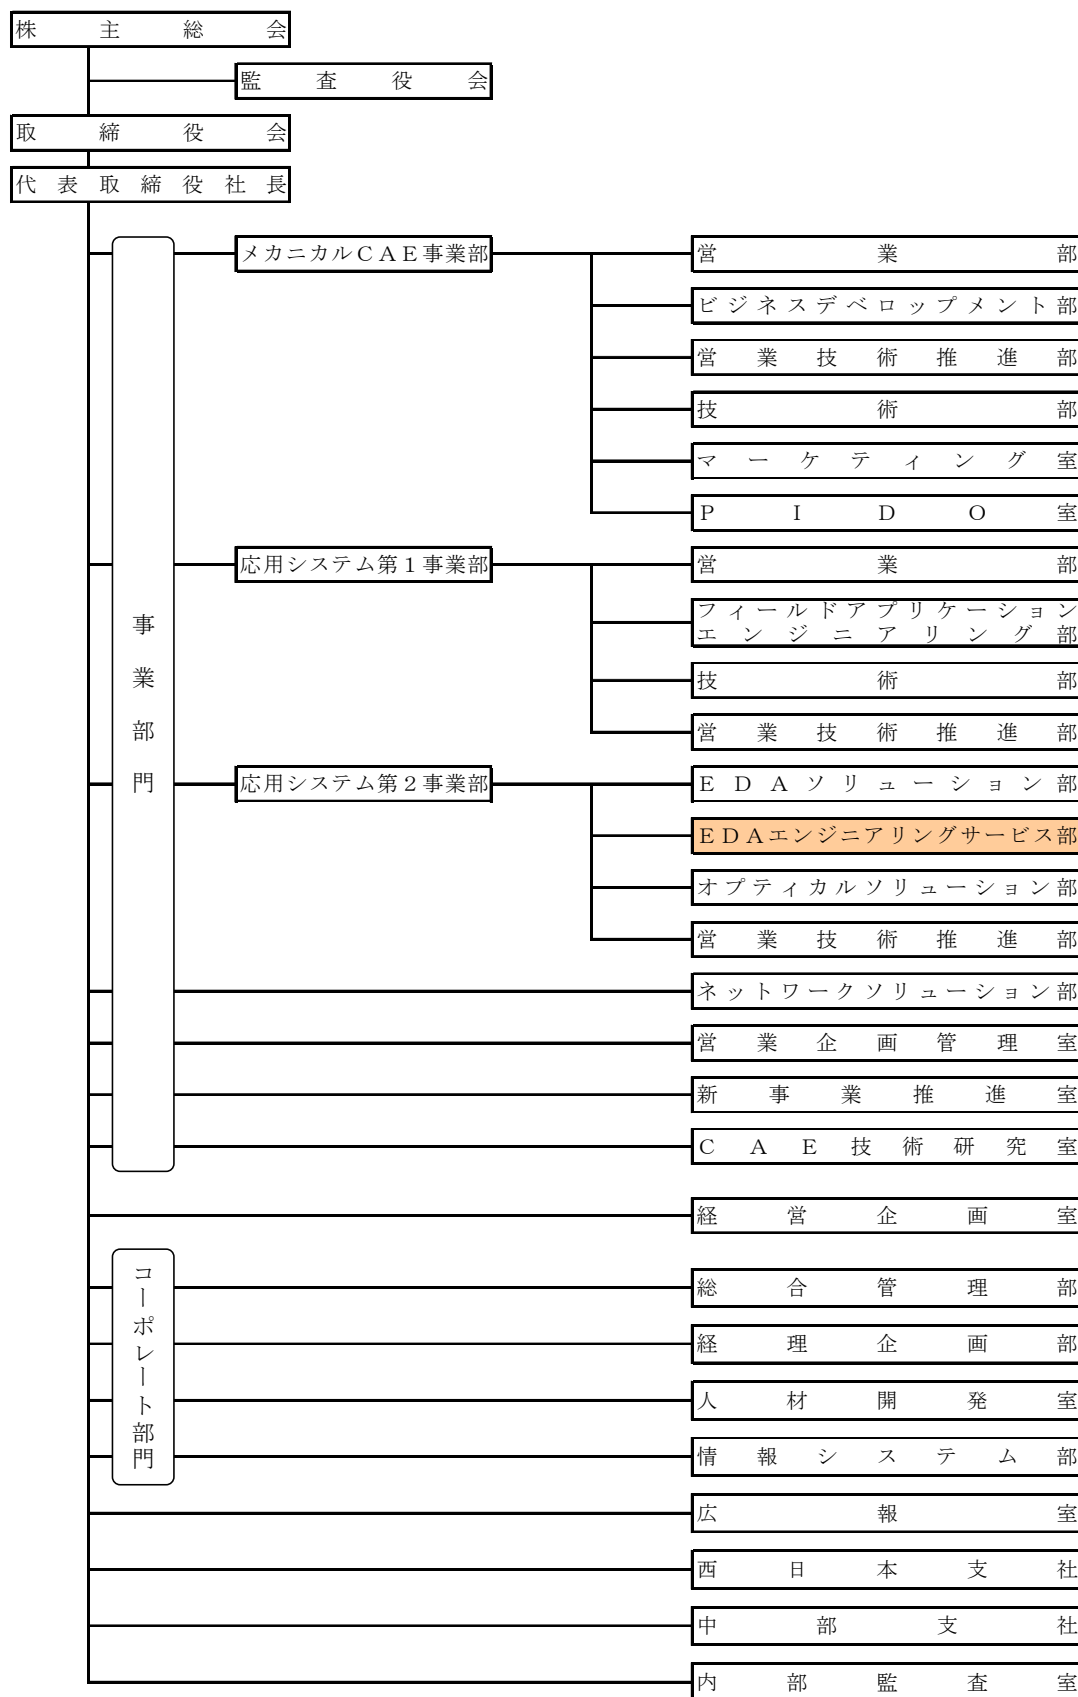 株主総会
監査役会
取締役会
代表取締役社長
事業部門
メカニカルCAE事業部
営業部
ビジネスデベロップメント部
営業技術推進部
技術部
マーケティング室
PIDO室
応用システム第1事業部
営業部
フィールドアプリケーション
エンジニアリング部
技術部
営業技術推進部
応用システム第2事業部
EDAソリューション部
EDAエンジニアリングサービス部
オプティカルソリューション部
営業技術推進部
ネットワークソリューション部
営業企画管理室
新事業推進室
CAE技術研究室
経営企画室
コーポレート部門
総合管理部
経理企画部
人材開発室
情報システム部
広報室
西日本支社
中部支社
内部監査室